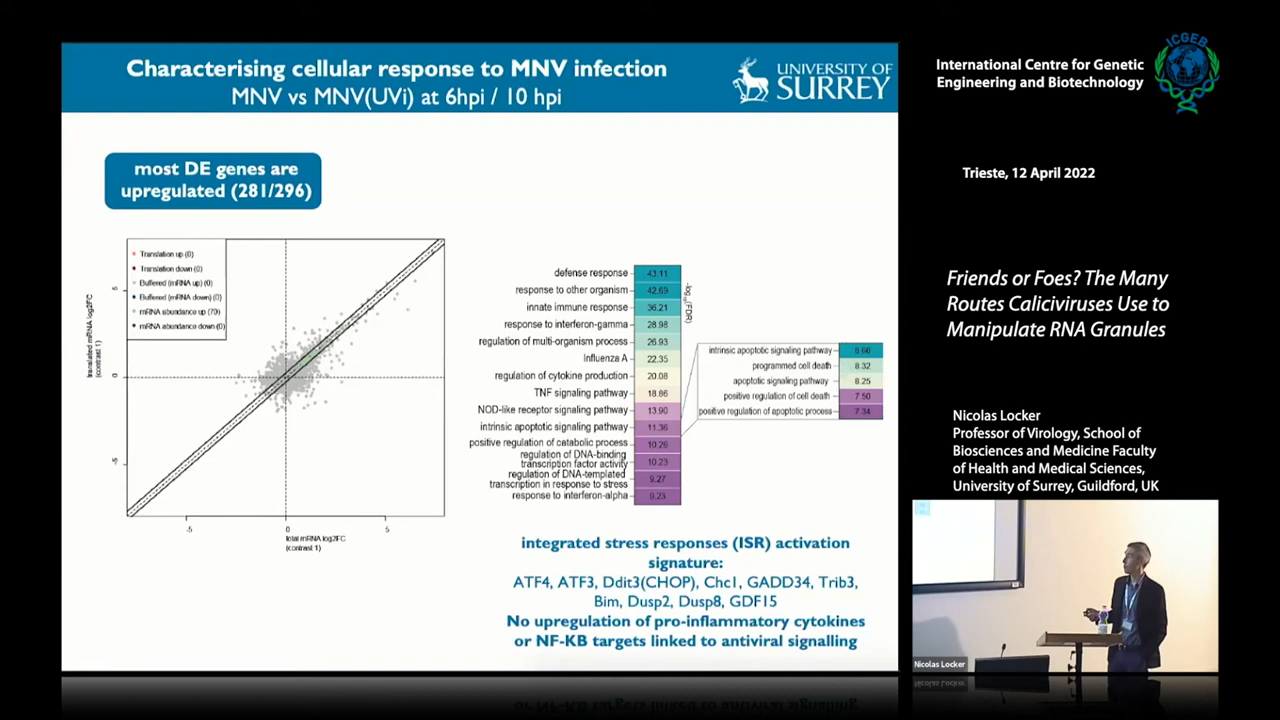 Characterising cellular response to MNV infection
MNV vs MNV(UVi) at 6hpi / 10 hpi
UNIVERSITY OF
SURREY
most DE genes are
upregulated (281/296)
Translation up (0)
Translation down (0)
Buffered (mRNA up) (0)
Buffered (mRNA down) (0)
mRNA abundance up (70)
mRNA abundance down (0)
translated mRNA log2FC
(contrast 1)
5
0
-5
-5
0
5
total mRNA log2FC
(contrast 1)
defense response 43.11
response to other organism 42.69
innate immune response 36.21
response to interferon-gamma 28.98
regulation of multi-organism process 26.93
Influenza A 22.35
regulation of cytokine production 20.08
TNF signaling pathway 18.86
NOD-like receptor signaling pathway 13.90
intrinsic apoptotic signaling pathway 11.36
positive regulation of catabolic process 10.26
regulation of DNA-binding
transcription factor activity 10.23
regulation of DNA-templated
transcription in response to stress 9.27
response to interferon-alpha 9.23
-log10(FDR)
intrinsic apoptotic signaling pathway 8.66
programmed cell death 8.32
apoptotic signaling pathway 8.25
positive regulation of cell death 7.50
positive regulation of apoptotic process 7.34
integrated stress responses (ISR) activation
signature:
ATF4, ATF3, Ddit3(CHOP), Chc1, GADD34, Trib3,
Bim, Dusp2, Dusp8, GDF15
No upregulation of pro-inflammatory cytokines
or NF-KB targets linked to antiviral signalling
International Centre for Genetic
Engineering and Biotechnology
ICGEB
Trieste, 12 April 2022
Friends or Foes? The Many
Routes Caliciviruses Use to
Manipulate RNA Granules
Nicolas Locker
Professor of Virology, School of
Biosciences and Medicine Faculty
of Health and Medical Sciences,
University of Surrey, Guildford, UK
Nicolas Locker